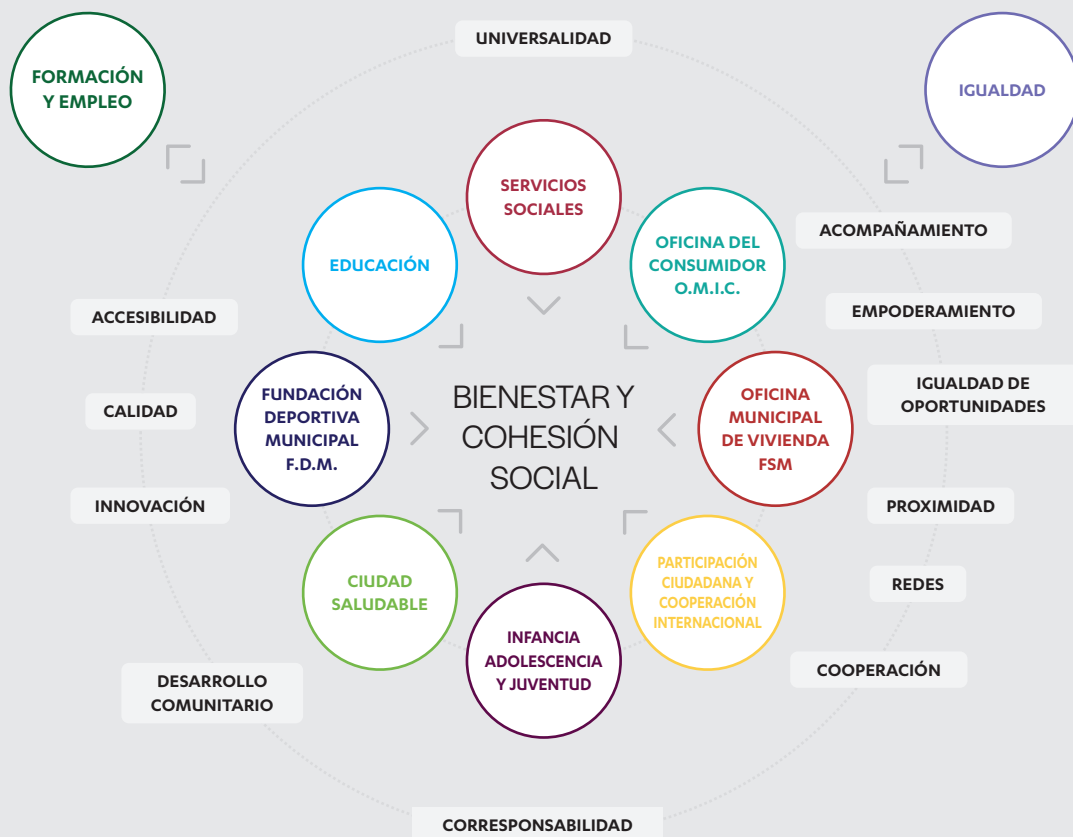 UNIVERSALIDAD
FORMACIÓN
Y EMPLEO
IGUALDAD
SERVICIOS
SOCIALES
EDUCACIÓN
OFICINA DEL
CONSUMIDOR
O.M.I.C.
ACOMPAÑAMIENTO
ACCESIBILIDAD
EMPODERAMIENTO
FUNDACIÓN
DEPORTIVA
MUNICIPAL
F.D.M.
BIENESTAR Y
COHESIÓN
SOCIAL
OFICINA
MUNICIPAL
DE VIVIENDA
FSM
IGUALDAD DE
OPORTUNIDADES
CALIDAD
INNOVACIÓN
PROXIMIDAD
CIUDAD
SALUDABLE
PARTICIPACIÓN
CIUDADANA Y
COOPERACIÓN
INTERNACIONAL
REDES
INFANCIA
ADOLESCENCIA
Y JUVENTUD
COOPERACIÓN
DESARROLLO
COMUNITARIO
CORRESPONSABILIDAD